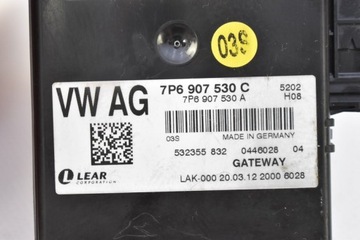 03S
VW AG
7P6 907 530 C
7P6 907 530 A
5202
H08
03S
MADE IN GERMANY
532355 832
0446028
04
GATEWAY
LEAR
CORPORATION
LAK-000 20.03.12 2000 6028